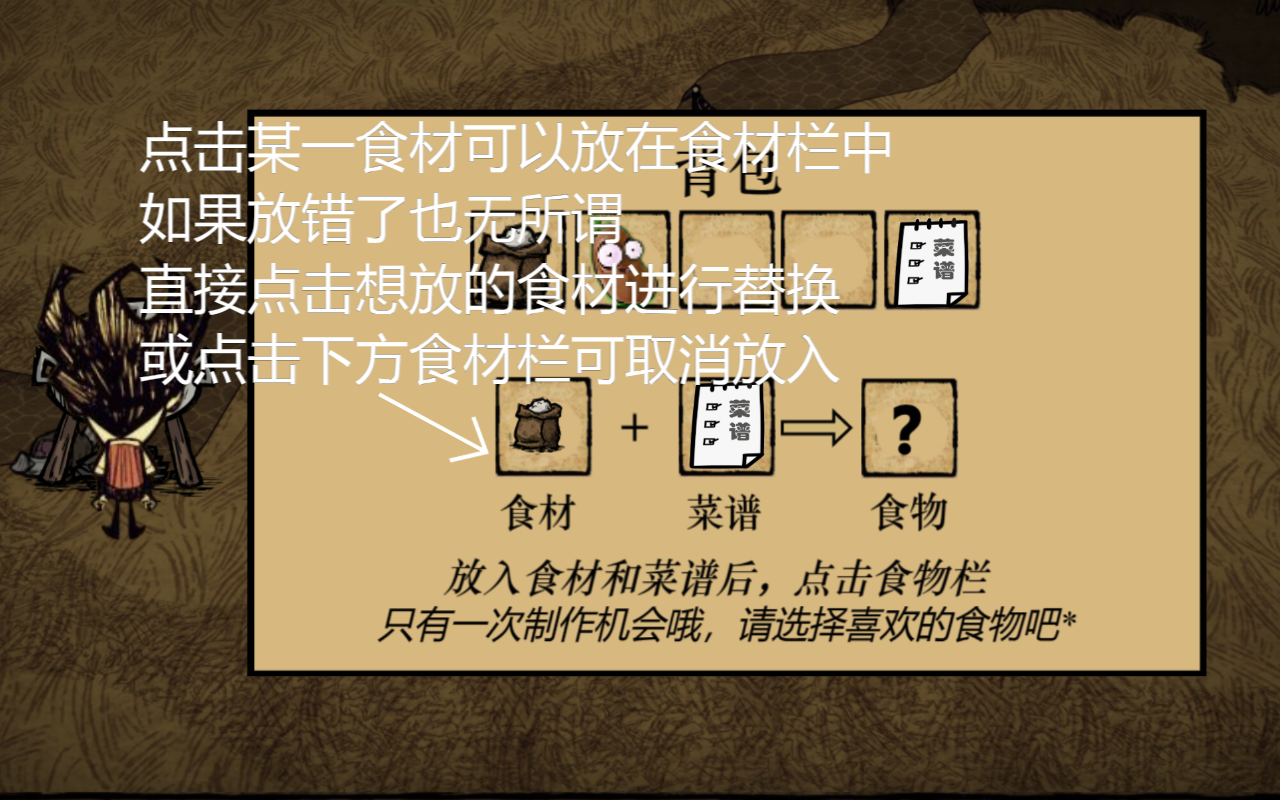 点击某一食材可以放在食材栏中
背包
如果放错了也无所谓
菜谱
直接点击想放的食材进行替换
或点击下方食材栏可取消放入
+
菜谱
?
食材
菜谱
食物
放入食材和菜谱后，点击食物栏
只有一次制作机会哦，请选择喜欢的食物吧*